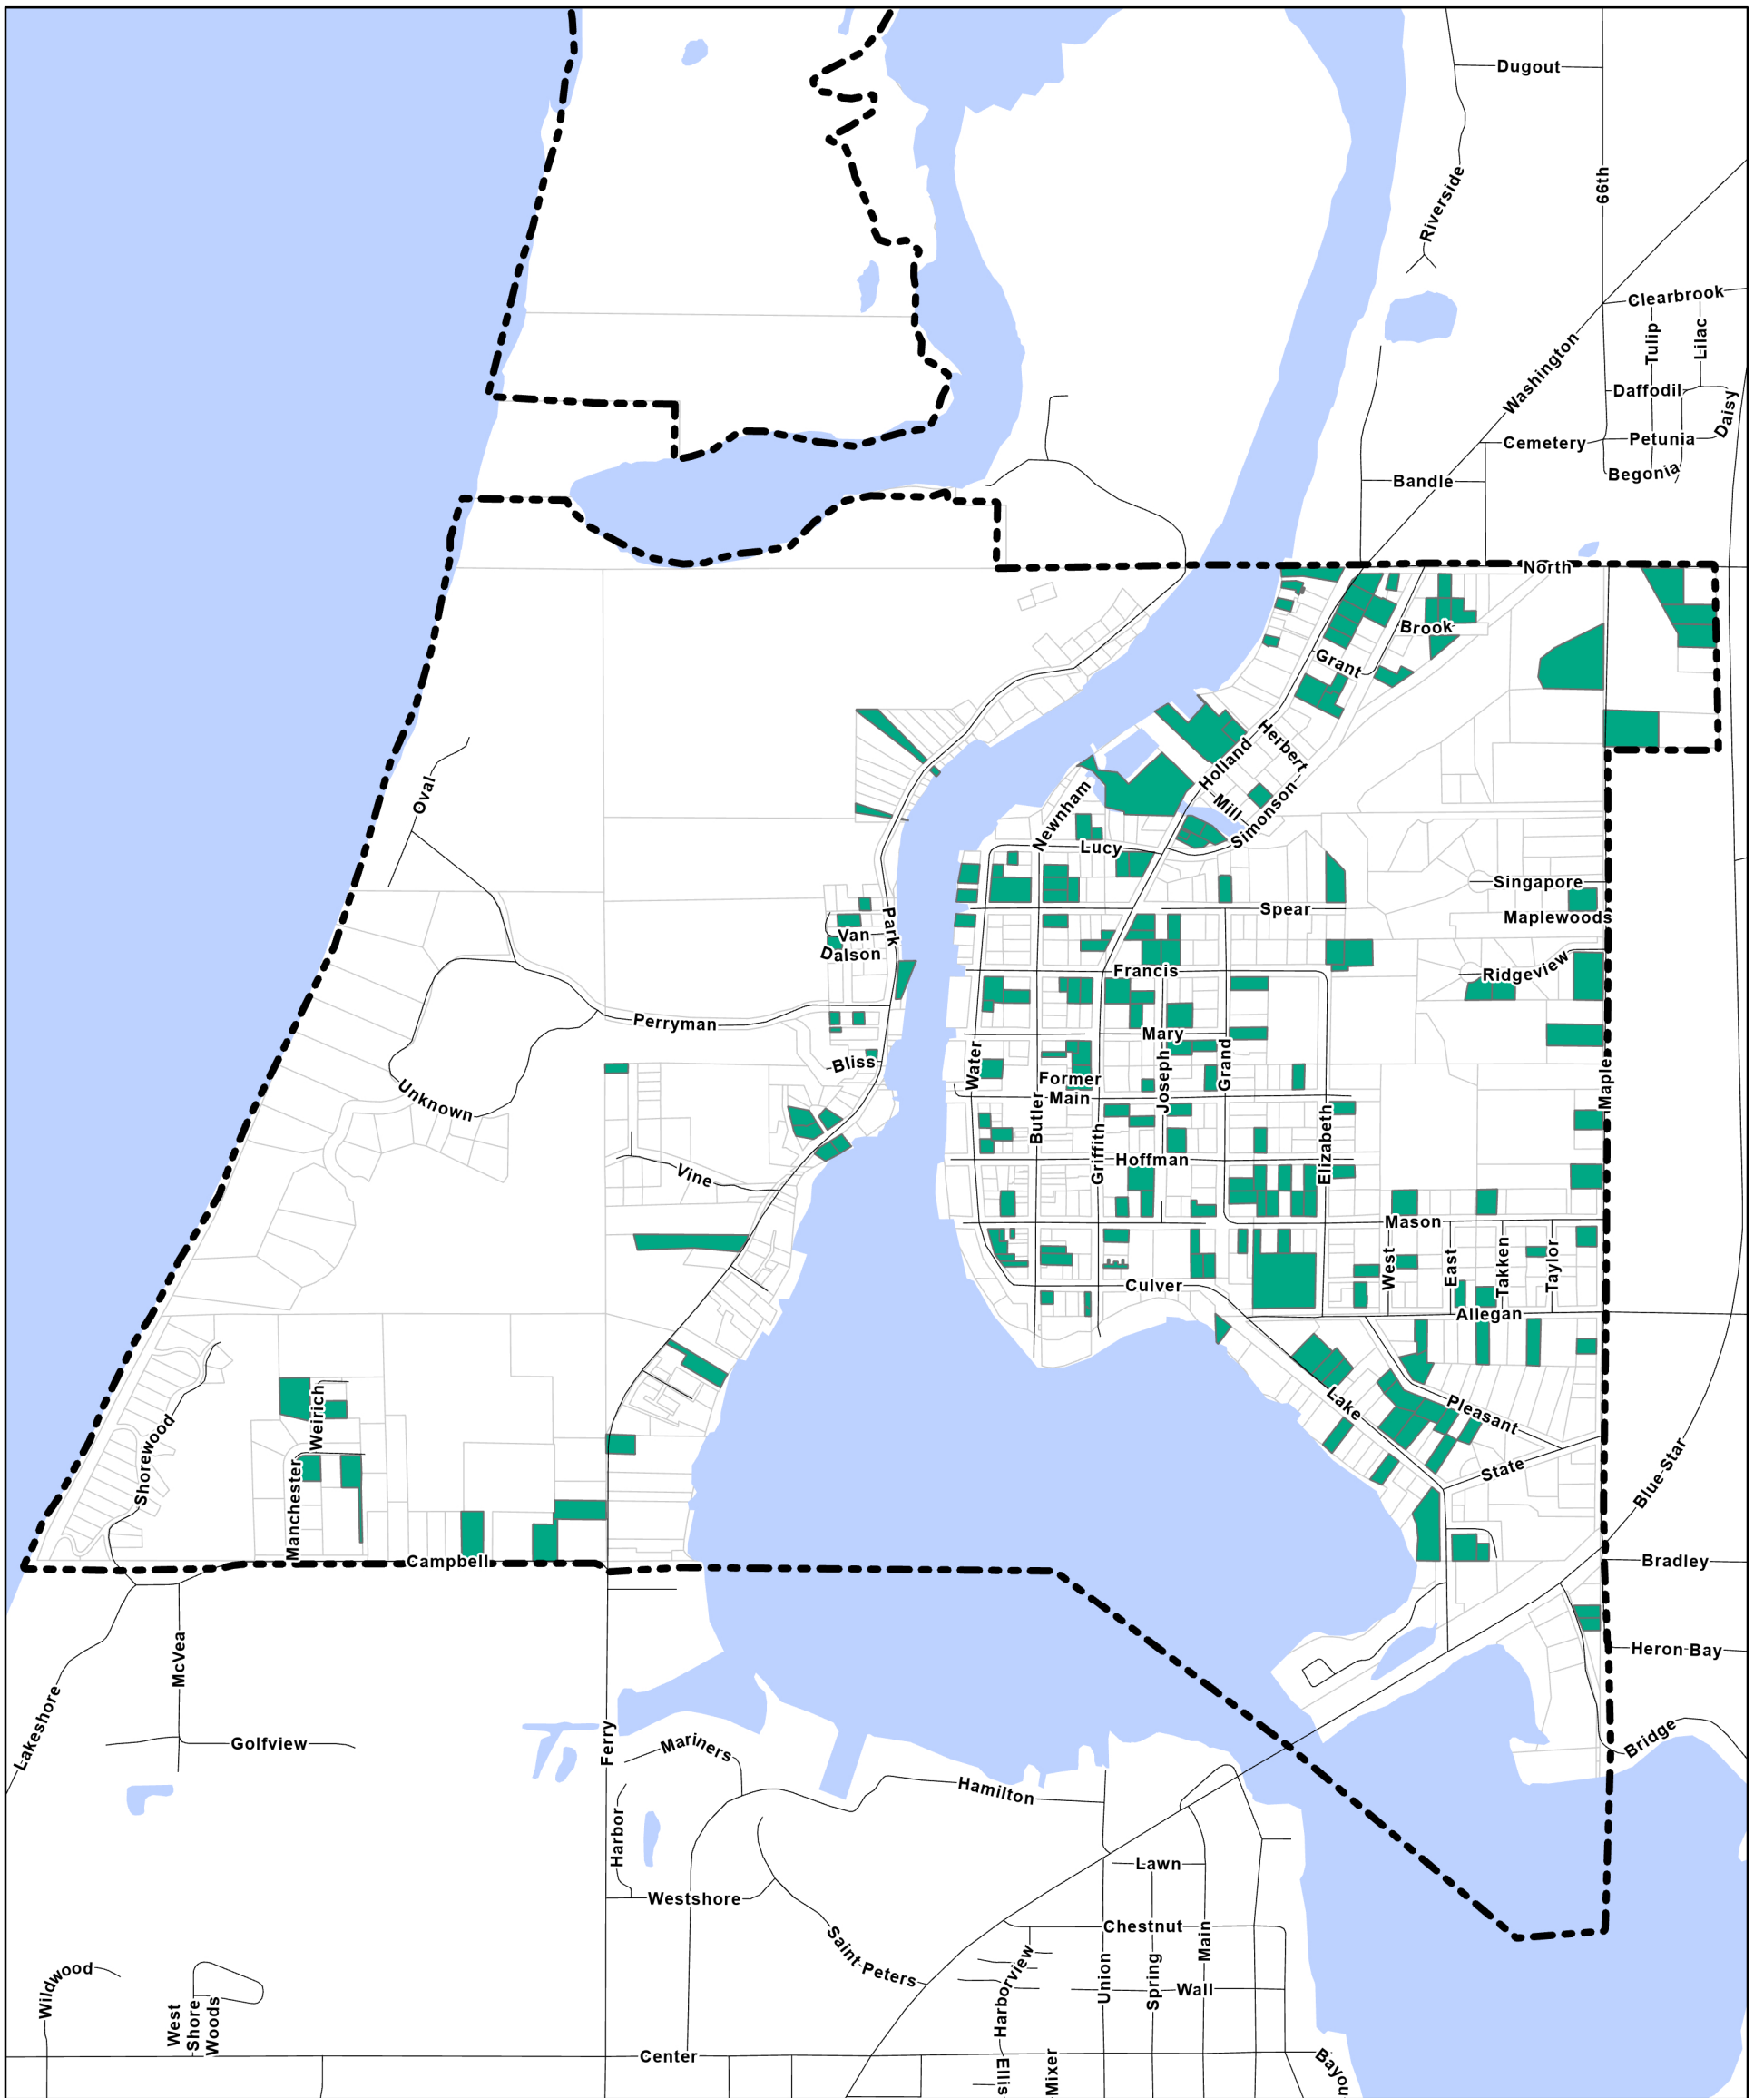 Dugout
66th
Riverside
Clearbrook
Tulip
Lilac
Washington
Daffodil
Daisy
Cemetery
Petunia
Begonia
Bandle
North
Brook
Grant
Herbert
Holland
Mill
Simonson
Newnham
Lucy
Oval
Singapore
Spear
Maplewoods
Park
Van
Dalson
Francis
Ridgeview
Perryman
Mary
Bliss
Water
Former
Main
Joseph
Grand
Maple
Unknown
Butler
Griffith
Elizabeth
Hoffman
Vine
Mason
West
East
Takken
Taylor
Culver
Allegan
Weirich
Shorewood
Lake
Pleasant
Manchester
State
Blue Star
Campbell
Bradley
McVea
Heron Bay
Lakeshore
Golfview
Ferry
Mariners
Bridge
Hamilton
Harbor
Lawn
Westshore
Chestnut
Main
Saint Peters
Harborview
Union
Spring
Wall
Wildwood
West
Shore
Woods
Center
Ellis
Mixer
Bayou